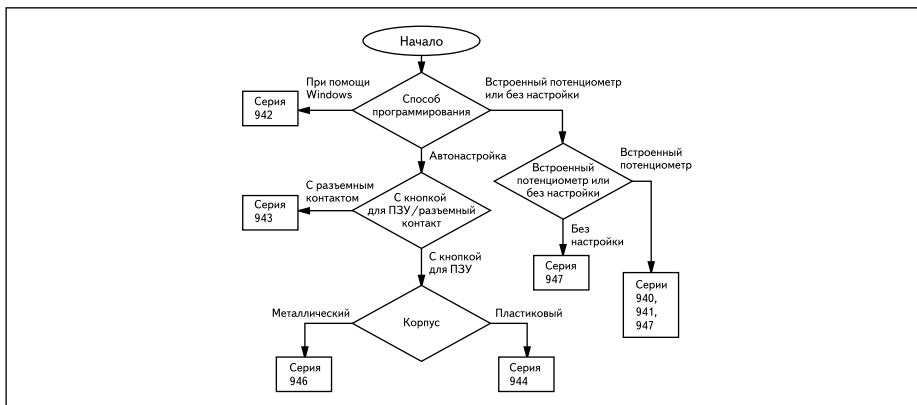 Начало
При помощи
Windows
Встроенный потенциометр
или без настройки
Способ
программирования
Серия
942
Автонастройка
Встроенный
потенциометр
Встроенный
потенциометр или
без настройки
С разъемным
контактом
С кнопкой
для ПЗУ/разъемный
контакт
Серия
943
Без
настройки
С кнопкой
для ПЗУ
Серия
947
Серии
940,
941,
947
Металлический
Корпус
Пластиковый
Серия
946
Серия
944